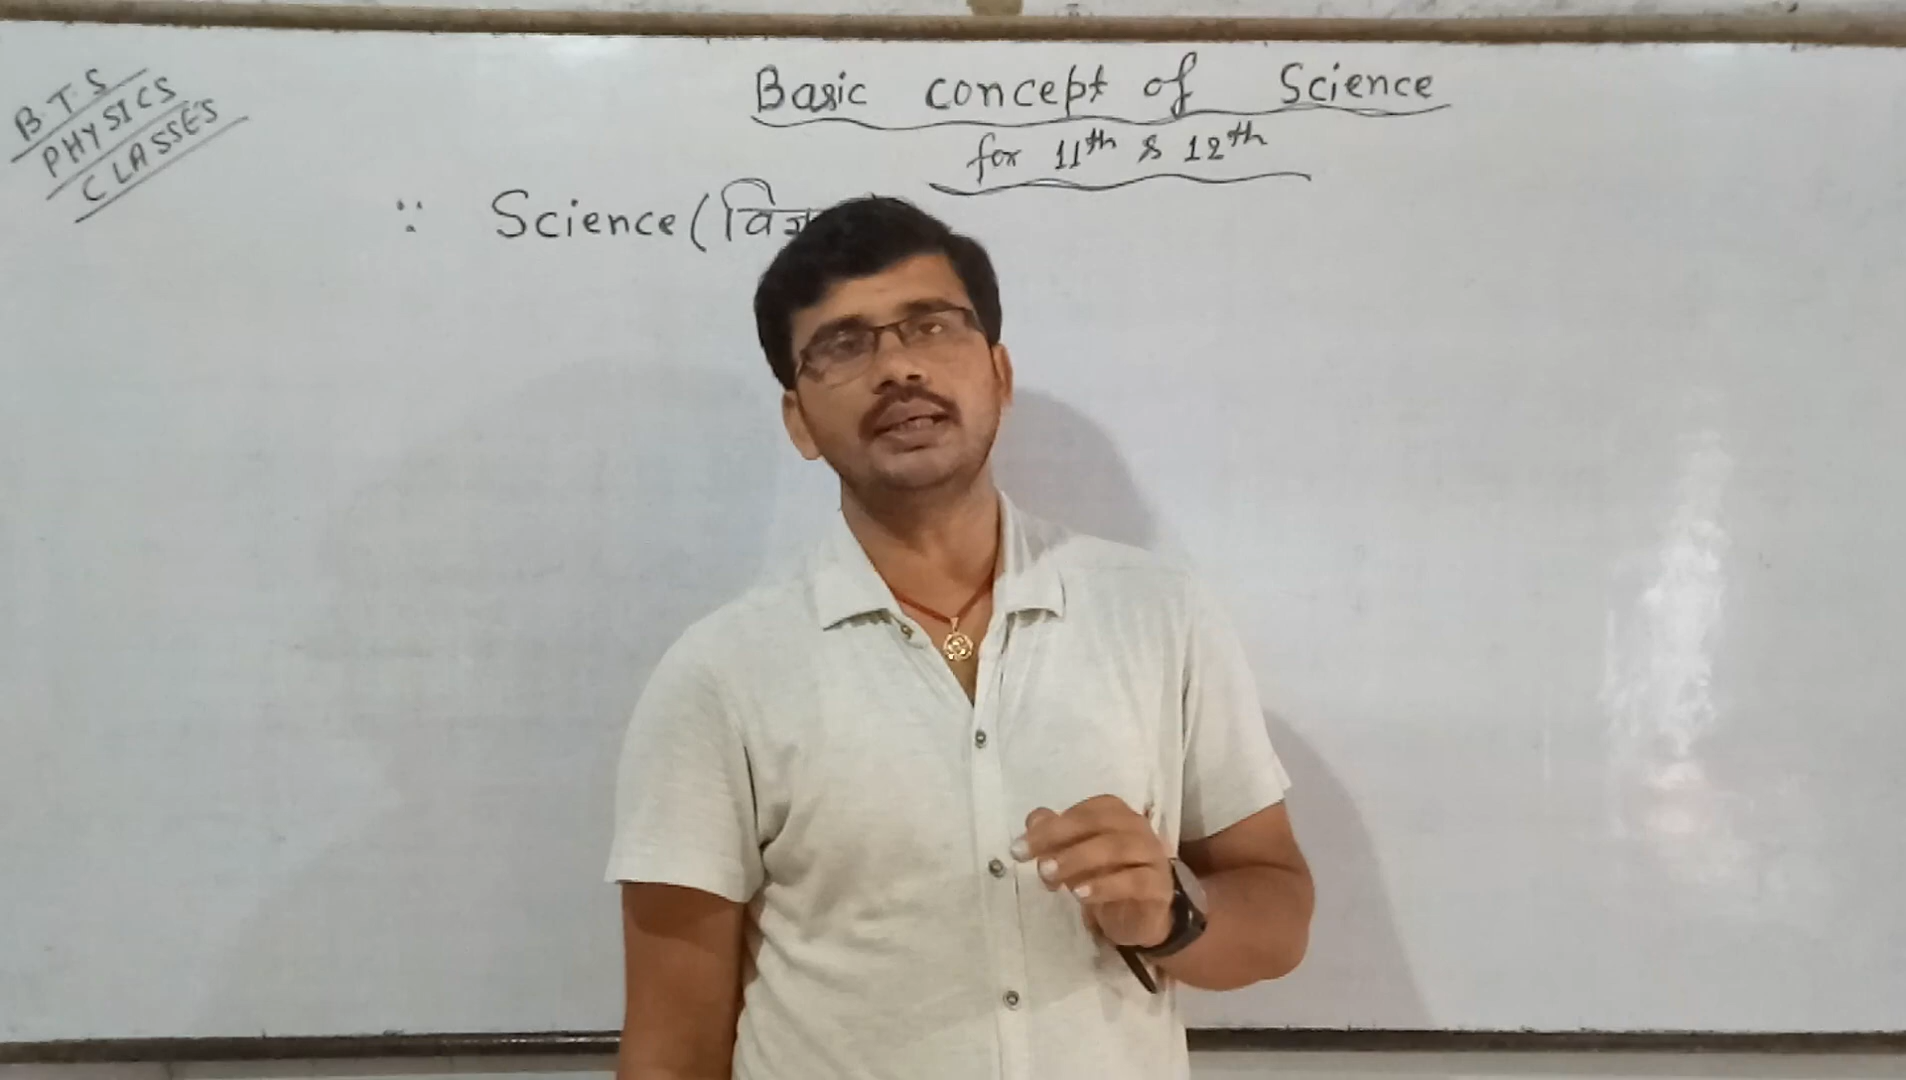 B.T.S
PHYSICS
CLASSES
Basic concept of Science
for 11th & 12th
∵ Science (